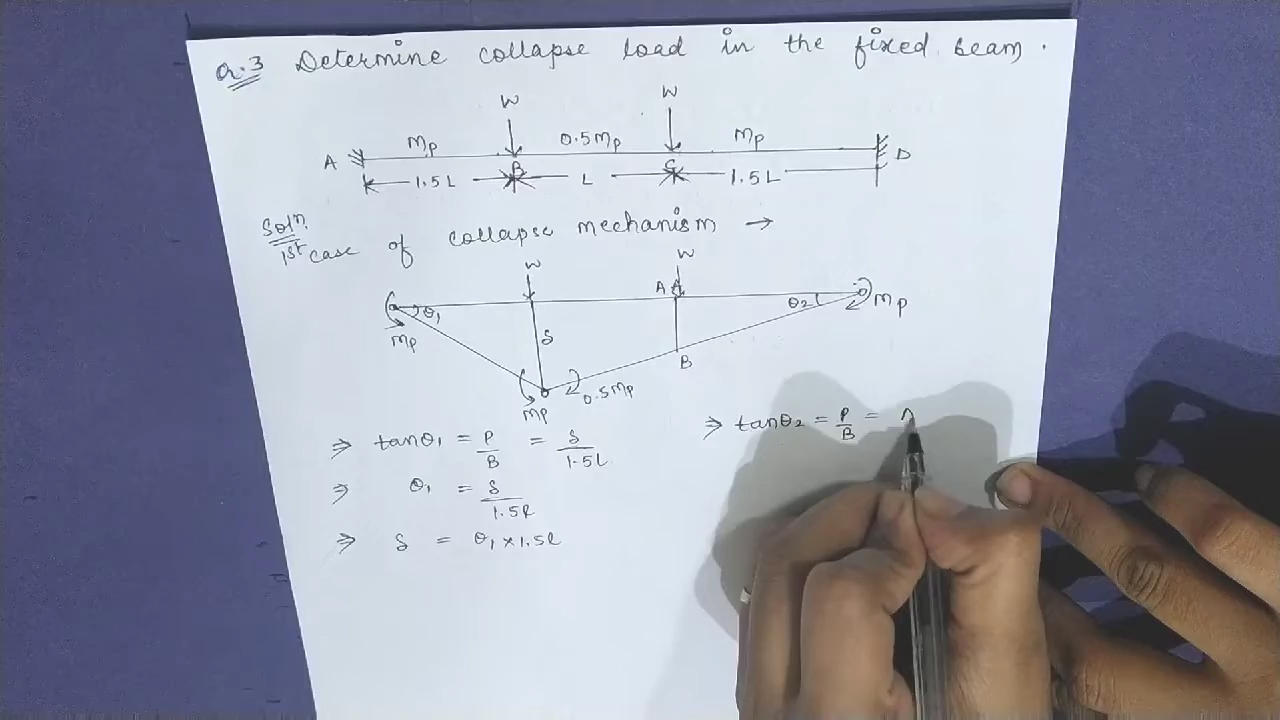 Q.3 Determine collapse load in the fixed beam.
W W
Mp 0.5Mp Mp
A D
B C
1.5L L 1.5L
Soln.
1st case of collapse mechanism →
W W
A
θ1 θ2 Mp
Mp δ
B
Mp 0.5Mp
⇒ tanθ1 = P/B = δ/1.5L
⇒ θ1 = δ/1.5l
⇒ δ = θ1 × 1.5l
⇒ tanθ2 = P/B =